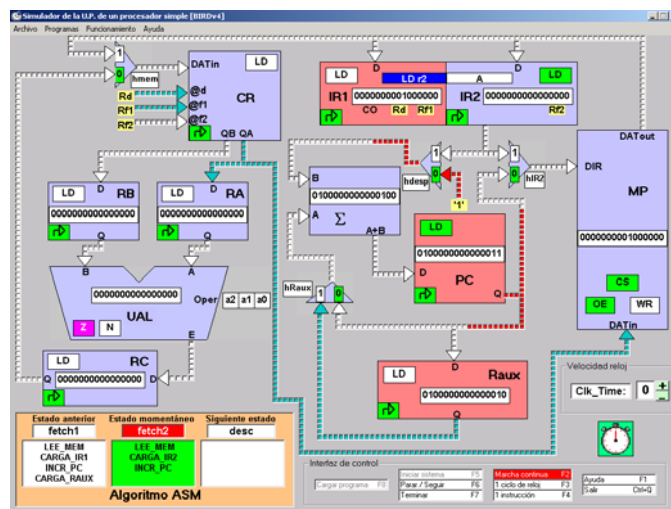 Simulador de la U.P. de un procesador simple [BIRDv4]
Archivo Programas Funcionamiento Ayuda
1
0
hmem
DATin
LD
@d
@f1
@f2
CR
Rd
Rf1
Rf2
QB QA
D
LD
IR1
LD r2
A
D
LD
IR2
0000000001000000
0000000000000000
CO Rd Rf1
Rf2
DATout
DIR
MP
0000000001000000
CS
OE
WR
DATin
1
0
hdesp
'1'
1
0
hIR2
B
A
0100000000000100
Σ
A+B
LD
0100000000000011
D
PC
Q
LD
D
RB
0000000000000000
Q
LD
D
RA
0000000000000000
Q
B
A
0000000000000000
UAL
Z
N
Oper
a2 a1 a0
E
LD
RC
Q
0000000000000000
D
hRaux
1
0
D
LD
Raux
0100000000000010
Q
Velocidad reloj
Clk_Time:
0
+
-
Estado anterior
Estado momentáneo
Siguiente estado
fetch1
fetch2
desc
LEE_MEM
CARGA_IR1
INCR_PC
CARGA_RAUX
LEE_MEM
CARGA_IR2
INCR_PC
Algoritmo ASM
Interfaz de control
Cargar programa F8
Iniciar sistema F5
Parar / Seguir F6
Terminar F7
Marcha continua F2
1 ciclo de reloj F3
1 instrucción F4
Ayuda F1
Salir Ctrl+Q